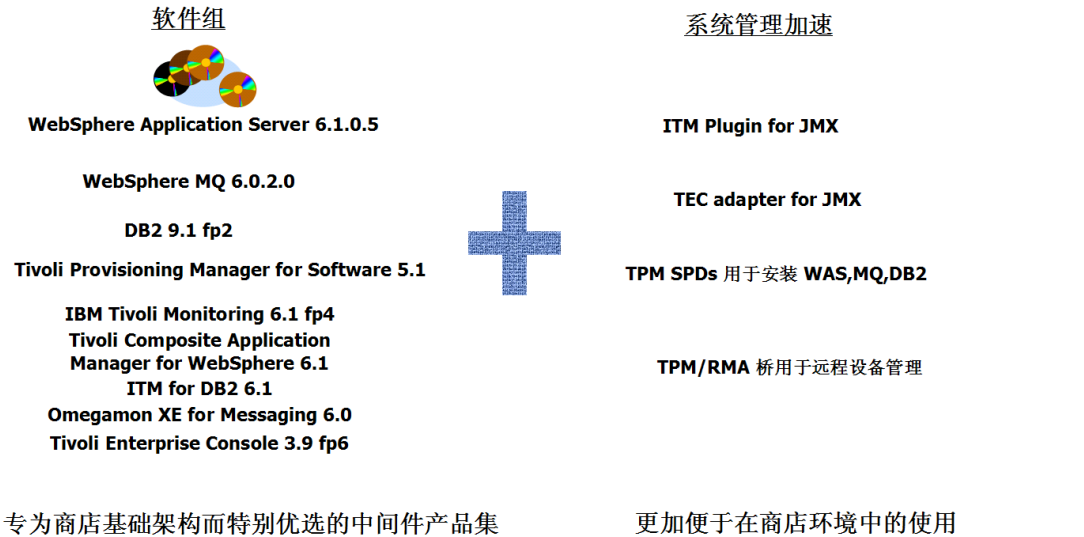 软件组
WebSphere Application Server 6.1.0.5
WebSphere MQ 6.0.2.0
DB2 9.1 fp2
Tivoli Provisioning Manager for Software 5.1
IBM Tivoli Monitoring 6.1 fp4
Tivoli Composite Application
Manager for WebSphere 6.1
ITM for DB2 6.1
Omegamon XE for Messaging 6.0
Tivoli Enterprise Console 3.9 fp6
专为商店基础架构而特别优选的中间件产品集
系统管理加速
ITM Plugin for JMX
TEC adapter for JMX
TPM SPDs 用于安装 WAS,MQ,DB2
TPM/RMA 桥用于远程设备管理
更加便于在商店环境中的使用